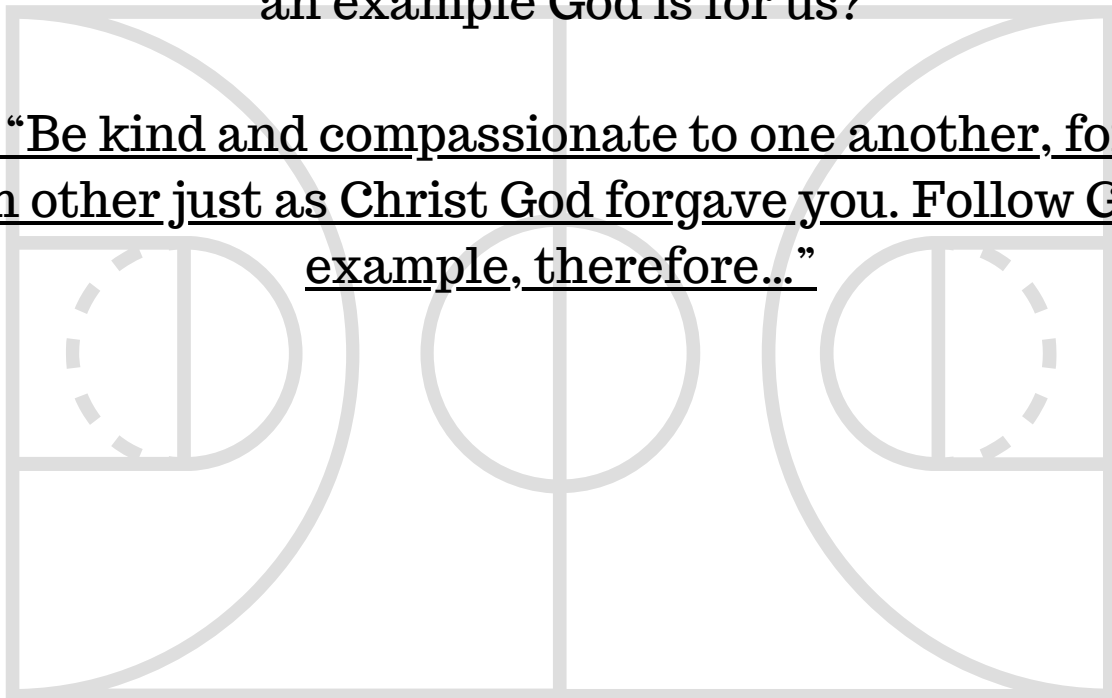 an example God is for us?
“Be kind and compassionate to one another,
other just as Christ God forgave you. Follow
example, therefore...”